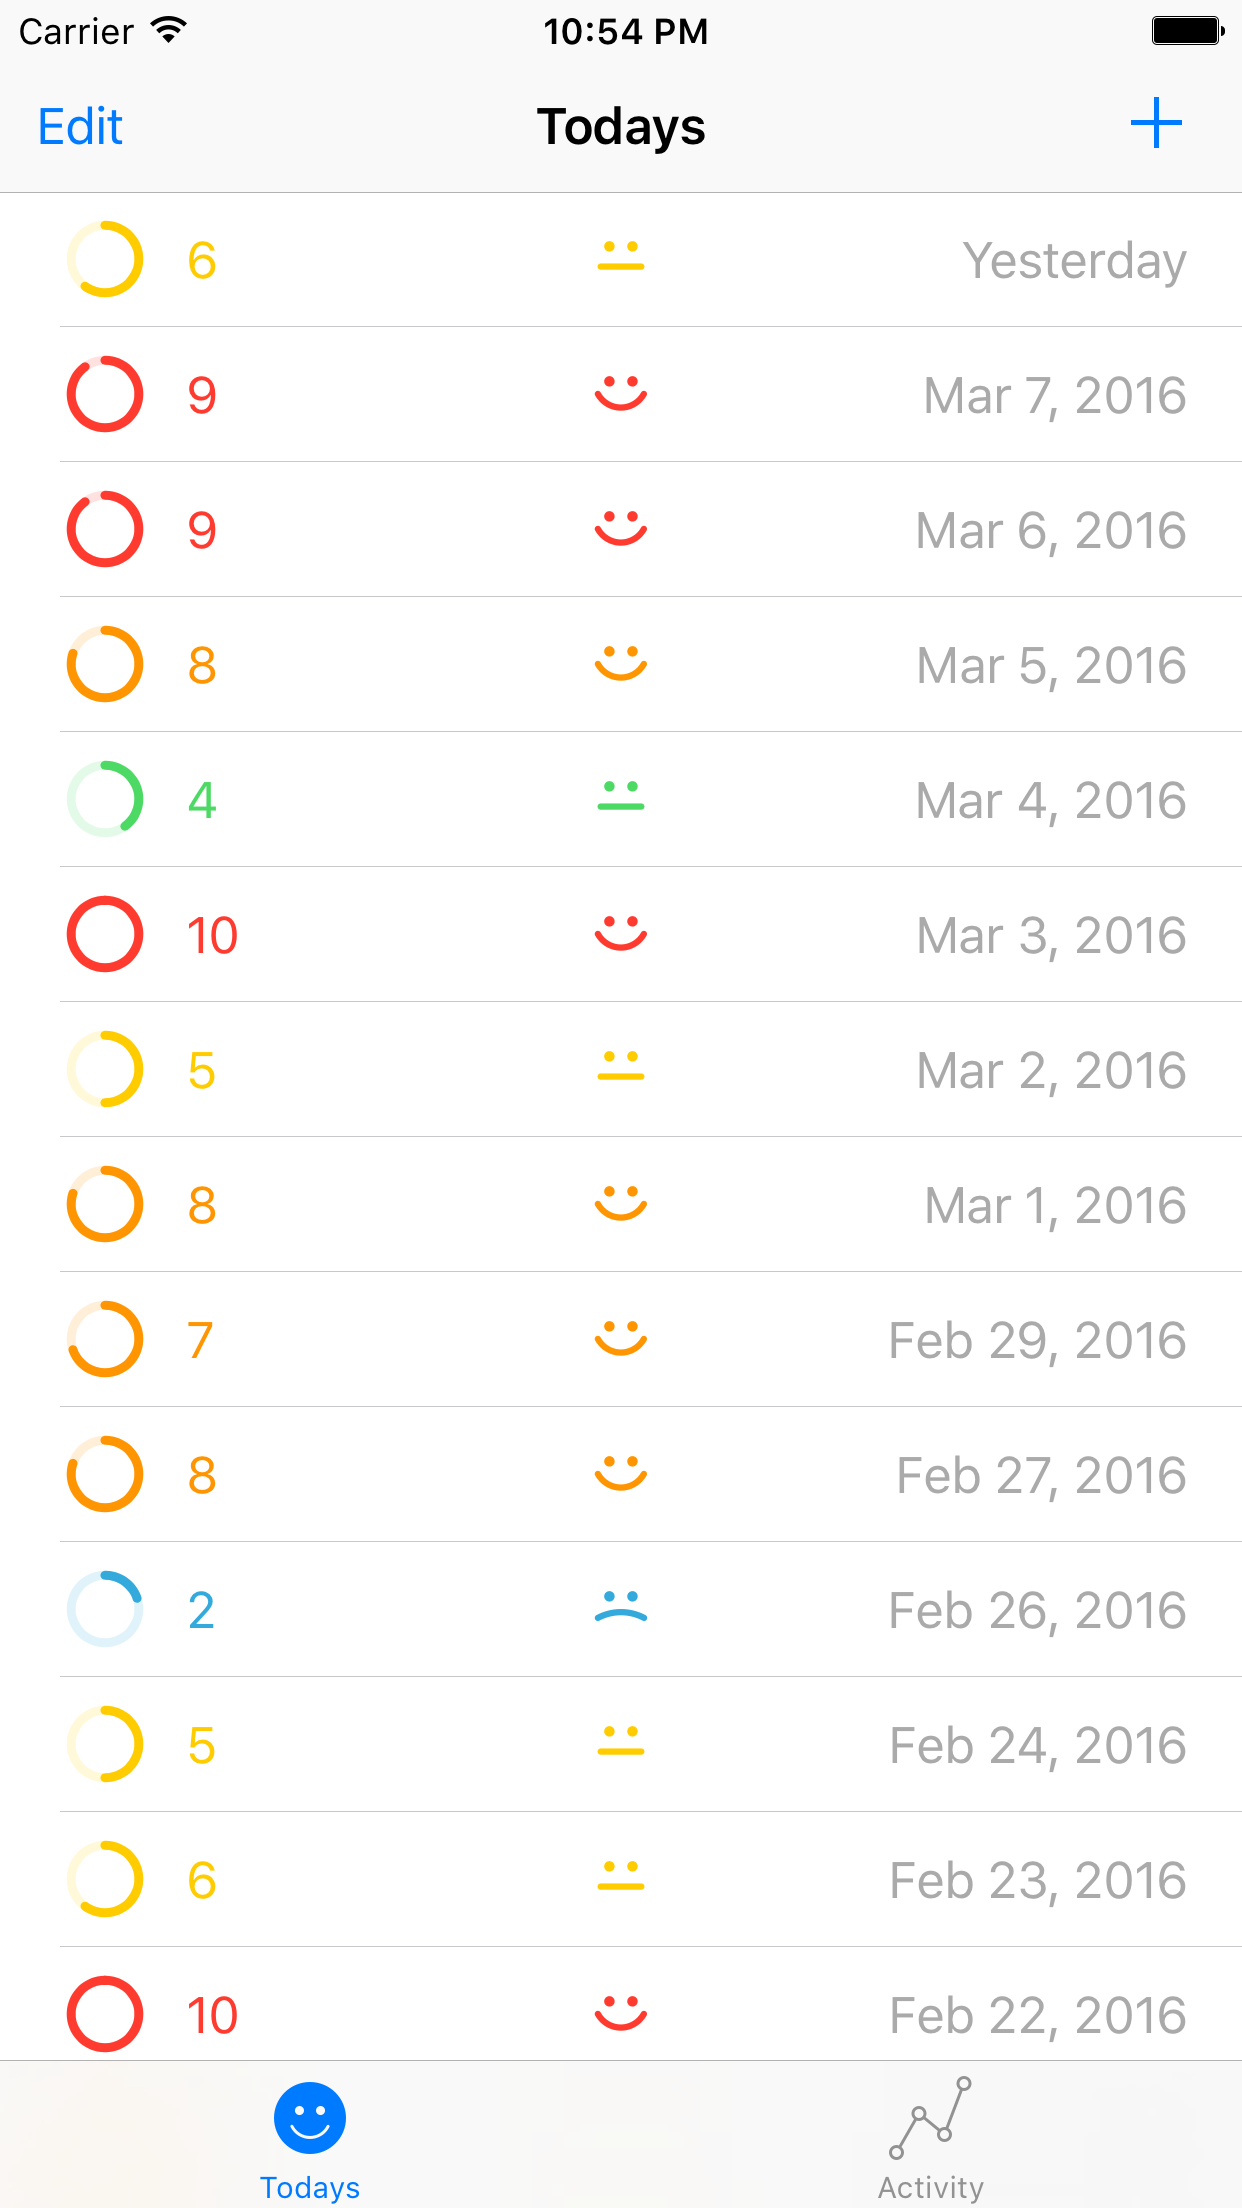 Carrier 10:54 PM
Edit Todays
6 Yesterday
9 Mar 7, 2016
9 Mar 6, 2016
8 Mar 5, 2016
4 Mar 4, 2016
10 Mar 3, 2016
5 Mar 2, 2016
8 Mar 1, 2016
7 Feb 29, 2016
8 Feb 27, 2016
2 Feb 26, 2016
5 Feb 24, 2016
6 Feb 23, 2016
10 Feb 22, 2016
Todays Activity